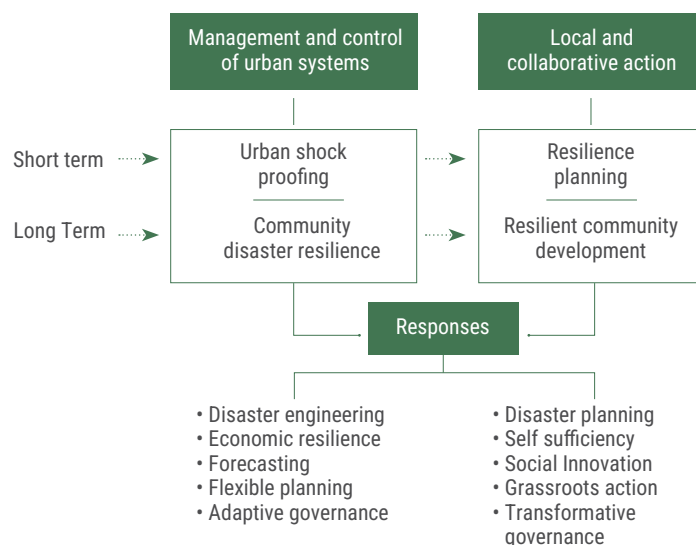 Management and control
of urban systems
Local and
collaborative action
Short term
Urban shock
proofing
Resilience
planning
Long Term
Community
disaster resilience
Resilient community
development
Responses
• Disaster engineering
• Economic resilience
• Forecasting
• Flexible planning
• Adaptive governance
• Disaster planning
• Self sufficiency
• Social Innovation
• Grassroots action
• Transformative
governance